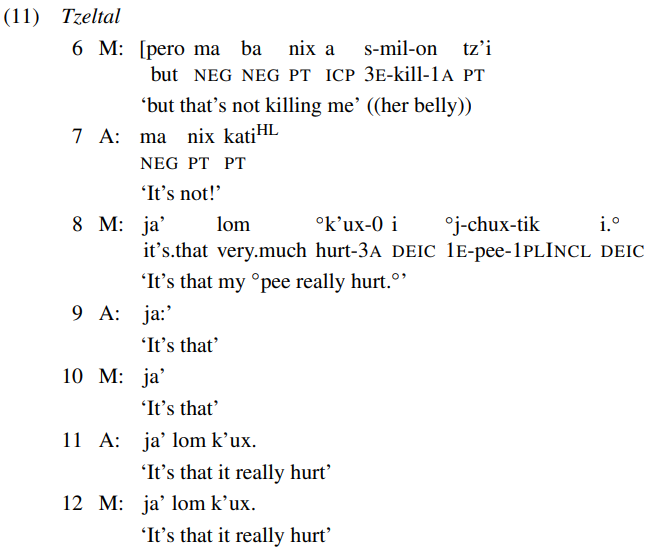 (11) Tzeltal
6 M: [pero ma ba nix a s-mil-on tz’i
but NEG NEG PT ICP 3E-kill-1A PT
‘but that’s not killing me’ ((her belly))
7 A: ma nix kati^HL
NEG PT PT
‘It’s not!’
8 M: ja’ lom °k’ux-0 i °j-chux-tik i.°
it’s.that very.much hurt-3A DEIC 1E-pee-1PLINCL DEIC
‘It’s that my °pee really hurt.°’
9 A: ja:’
‘It’s that’
10 M: ja’
‘It’s that’
11 A: ja’ lom k’ux.
‘It’s that it really hurt’
12 M: ja’ lom k’ux.
‘It’s that it really hurt’